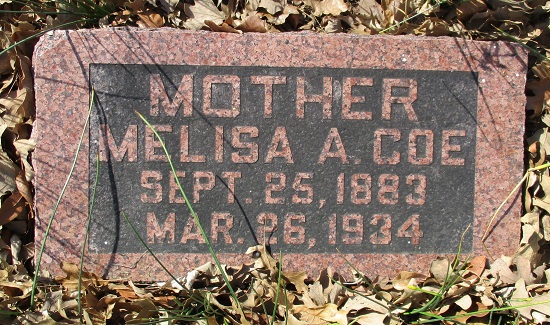 MOTHER
MELISA A. COE
SEPT. 25, 1883
MAR. 26, 1934